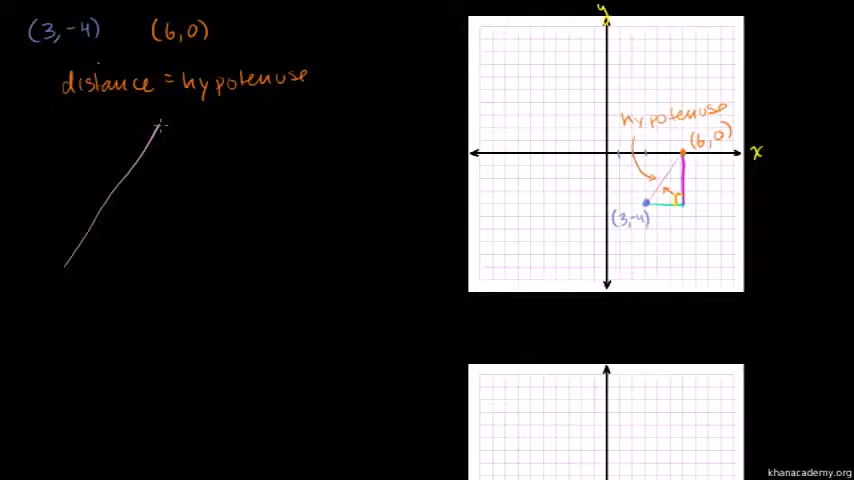 (3,-4) (6,0)
distance = hypotenuse
y
hypotenuse
(6,0)
x
(3,-4)
khanacademy.org